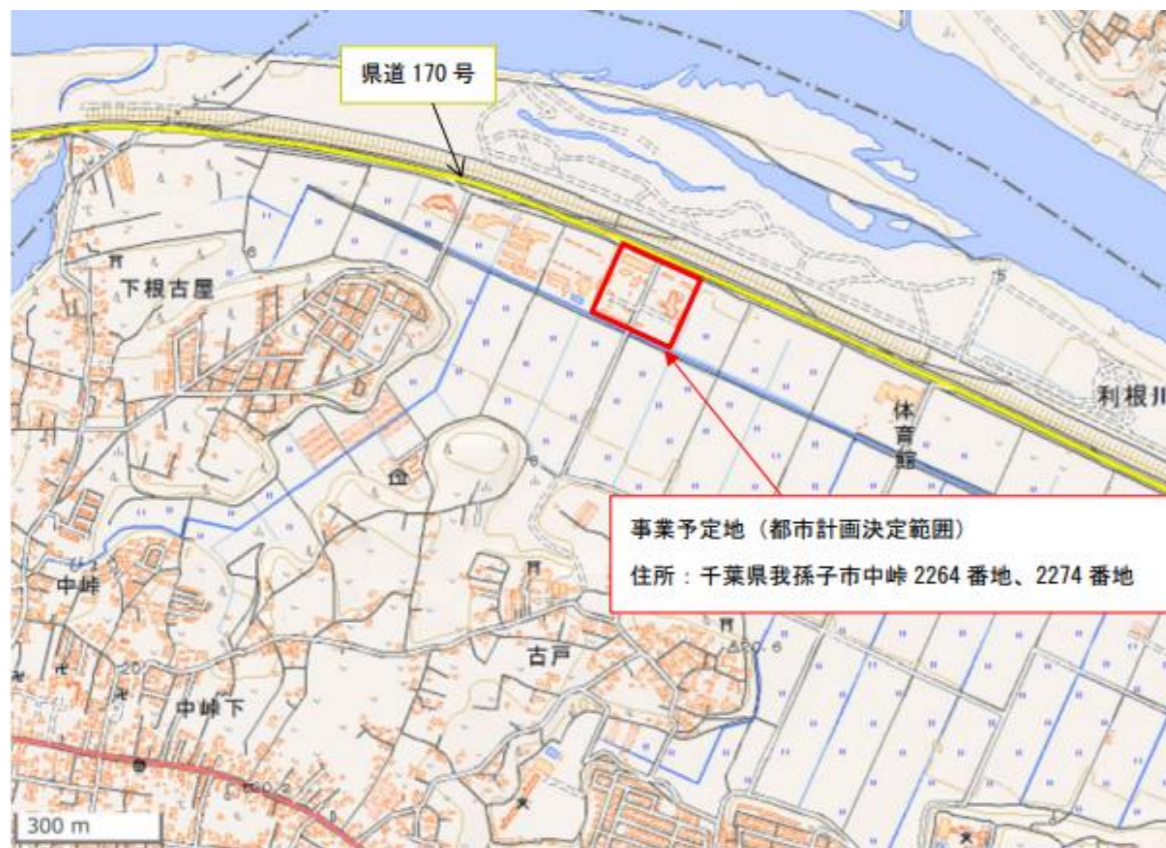 県道 170 号
下根古屋
利根川
体育館
事業予定地（都市計画決定範囲）
住所：千葉県我孫子市中峠 2264 番地、2274 番地
中峠
古戸
中峠下
300 m